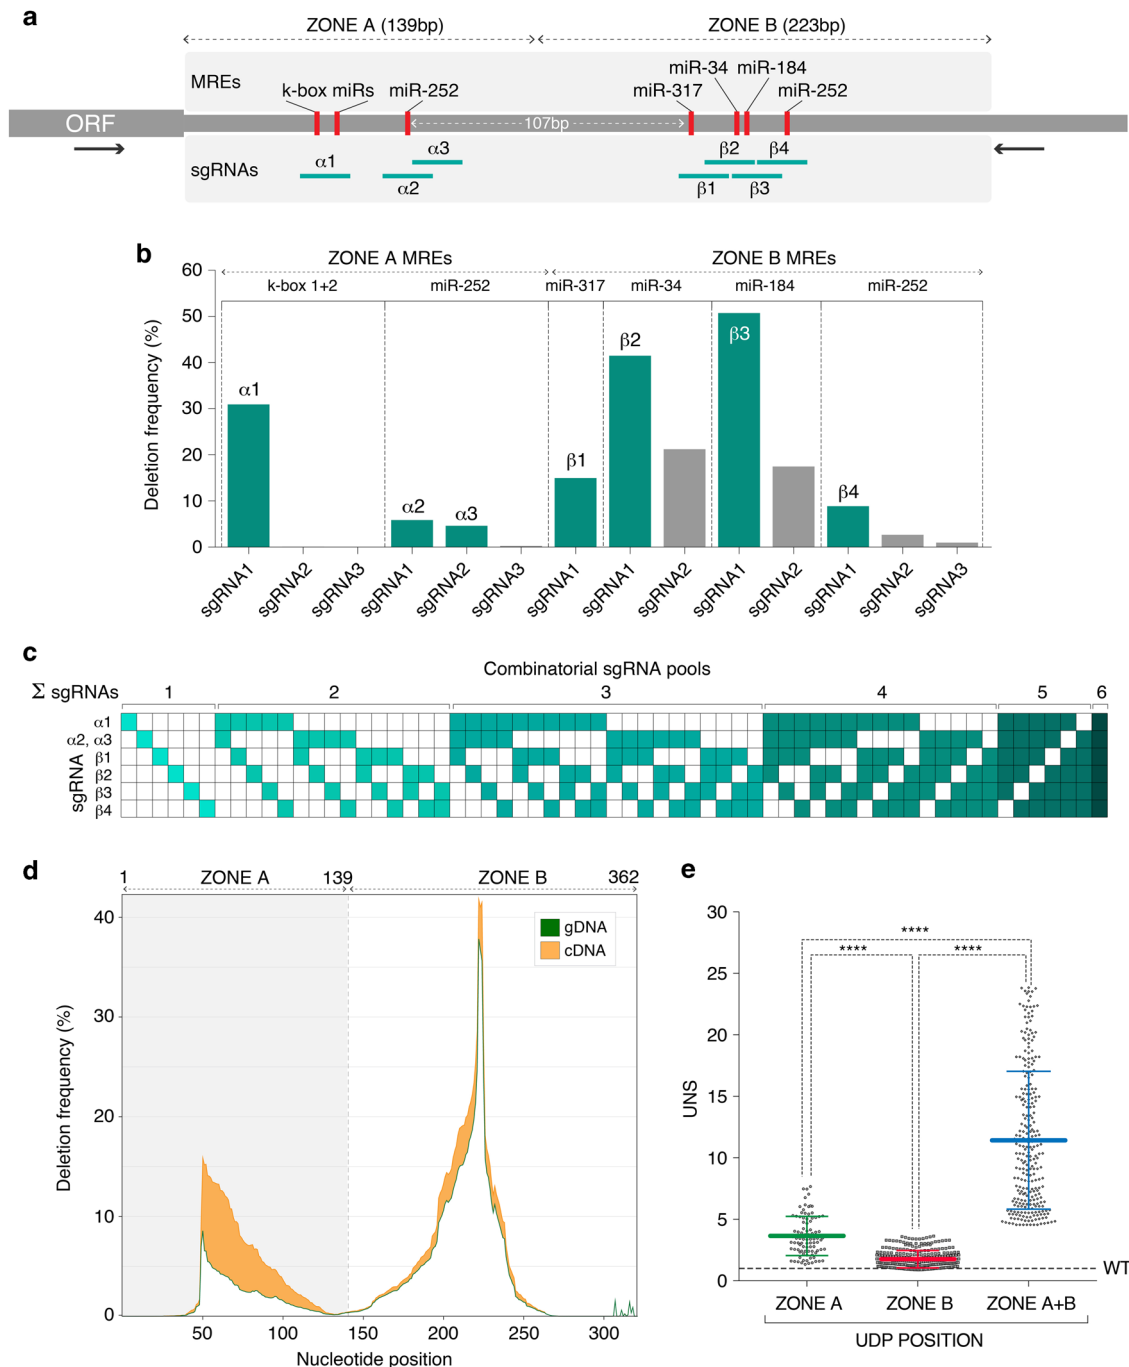 a
ZONE A (139bp)
ZONE B (223bp)
MREs
miR-34 miR-184
k-box miRs miR-252 miR-317 miR-252
ORF
107bp
sgRNAs
α1 α3 β2 β4
α2 β1 β3
b
ZONE A MREs ZONE B MREs
k-box 1+2 miR-252 miR-317 miR-34 miR-184 miR-252
Deletion frequency (%)
60
50
40
30
20
10
0
α1 α2 α3 β1 β2 β3 β4
sgRNA1 sgRNA2 sgRNA3 sgRNA1 sgRNA2 sgRNA3 sgRNA1 sgRNA1 sgRNA2 sgRNA1 sgRNA2 sgRNA1 sgRNA2 sgRNA3
c
Combinatorial sgRNA pools
Σ sgRNAs 1 2 3 4 5 6
sgRNA
α1
α2, α3
β1
β2
β3
β4
d
1 ZONE A 139 ZONE B 362
gDNA
cDNA
Deletion frequency (%)
40
30
20
10
0
50 100 150 200 250 300
Nucleotide position
e
UNS
30
25
20
15
10
5
0
****
**** ****
WT
ZONE A ZONE B ZONE A+B
UDP POSITION